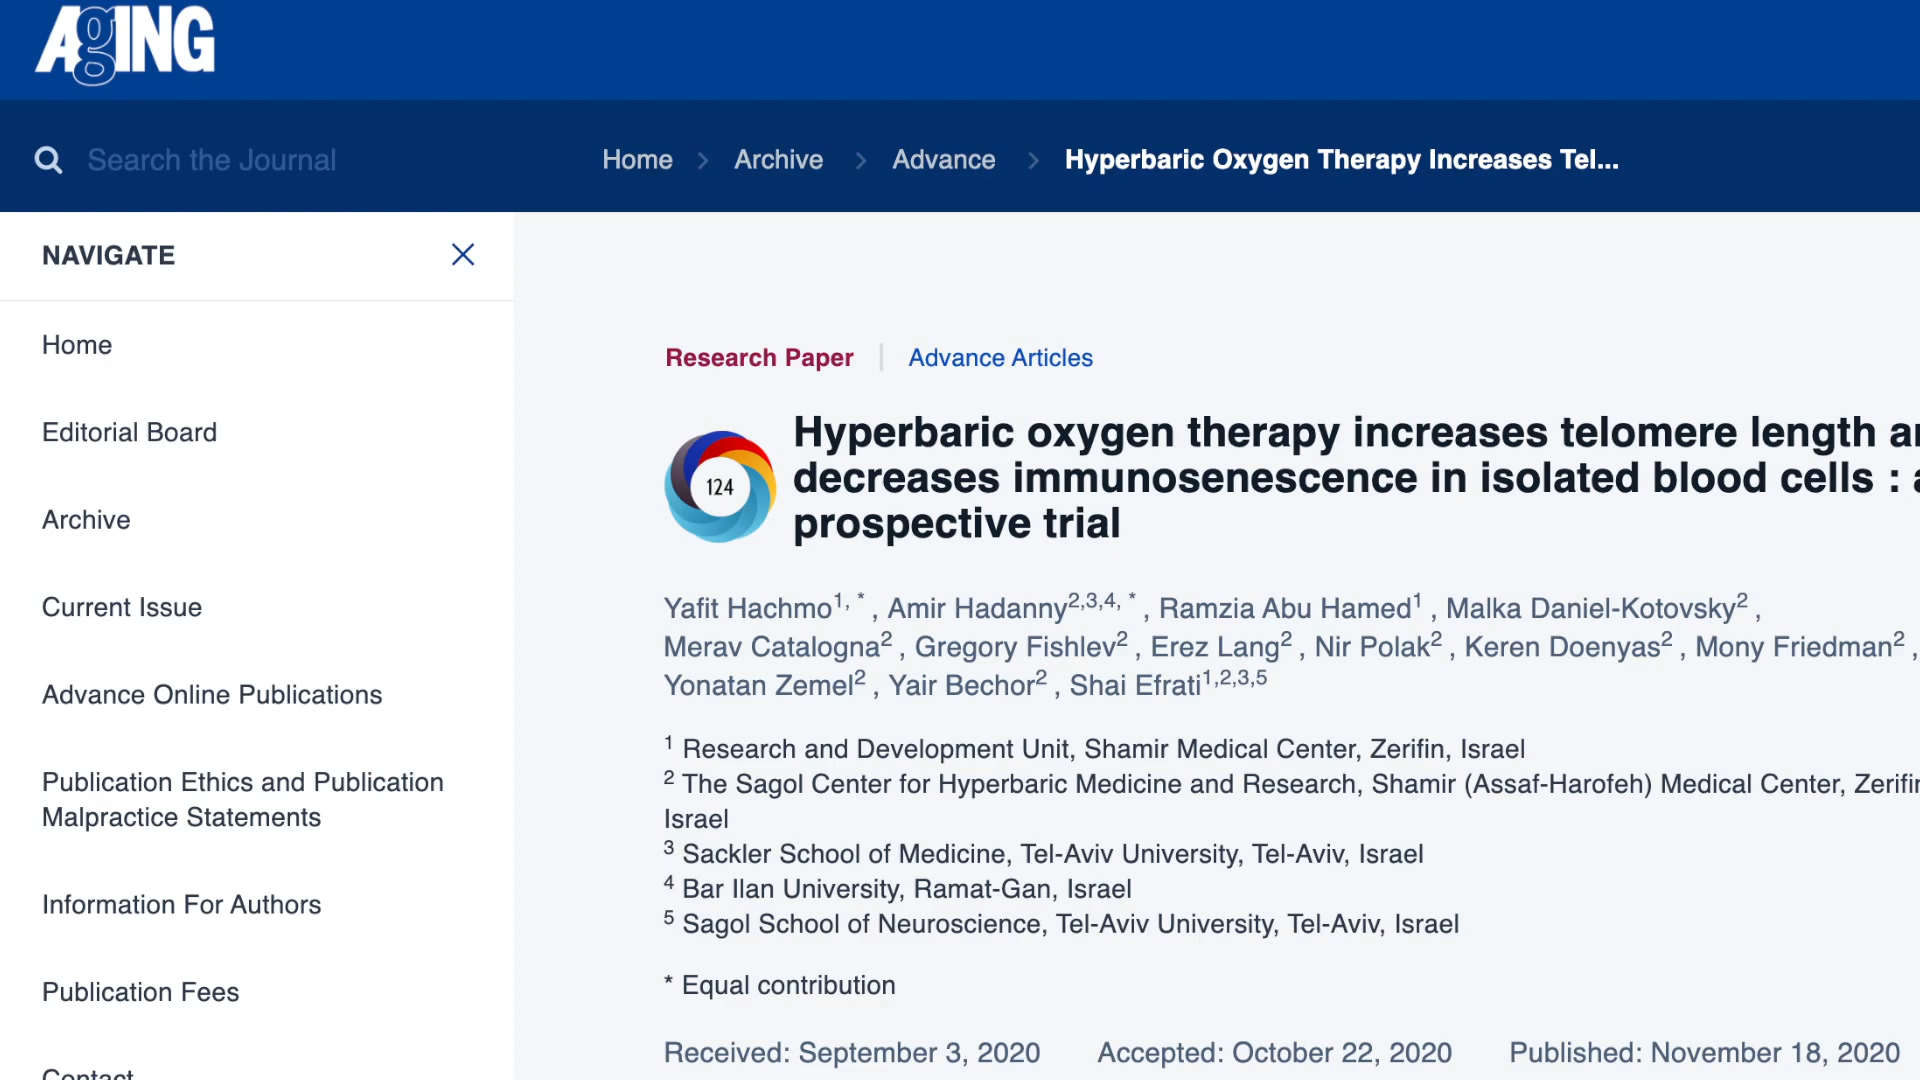 AgING
Search the Journal
Home > Archive > Advance > Hyperbaric Oxygen Therapy Increases Tel...
NAVIGATE
Home
Editorial Board
Archive
Current Issue
Advance Online Publications
Publication Ethics and Publication
Malpractice Statements
Information For Authors
Publication Fees
Contact
Research Paper | Advance Articles
124
Hyperbaric oxygen therapy increases telomere length
decreases immunosenescence in isolated blood cells :
prospective trial
Yafit Hachmo1, * , Amir Hadanny2,3,4, * , Ramzia Abu Hamed1 , Malka Daniel-Kotovsky2 ,
Merav Catalogna2 , Gregory Fishlev2 , Erez Lang2 , Nir Polak2 , Keren Doenyas2 , Mony Friedman2 ,
Yonatan Zemel2 , Yair Bechor2 , Shai Efrati1,2,3,5
1 Research and Development Unit, Shamir Medical Center, Zerifin, Israel
2 The Sagol Center for Hyperbaric Medicine and Research, Shamir (Assaf-Harofeh) Medical Center,
Israel
3 Sackler School of Medicine, Tel-Aviv University, Tel-Aviv, Israel
4 Bar Ilan University, Ramat-Gan, Israel
5 Sagol School of Neuroscience, Tel-Aviv University, Tel-Aviv, Israel
* Equal contribution
Received: September 3, 2020 Accepted: October 22, 2020 Published: November 18, 2020